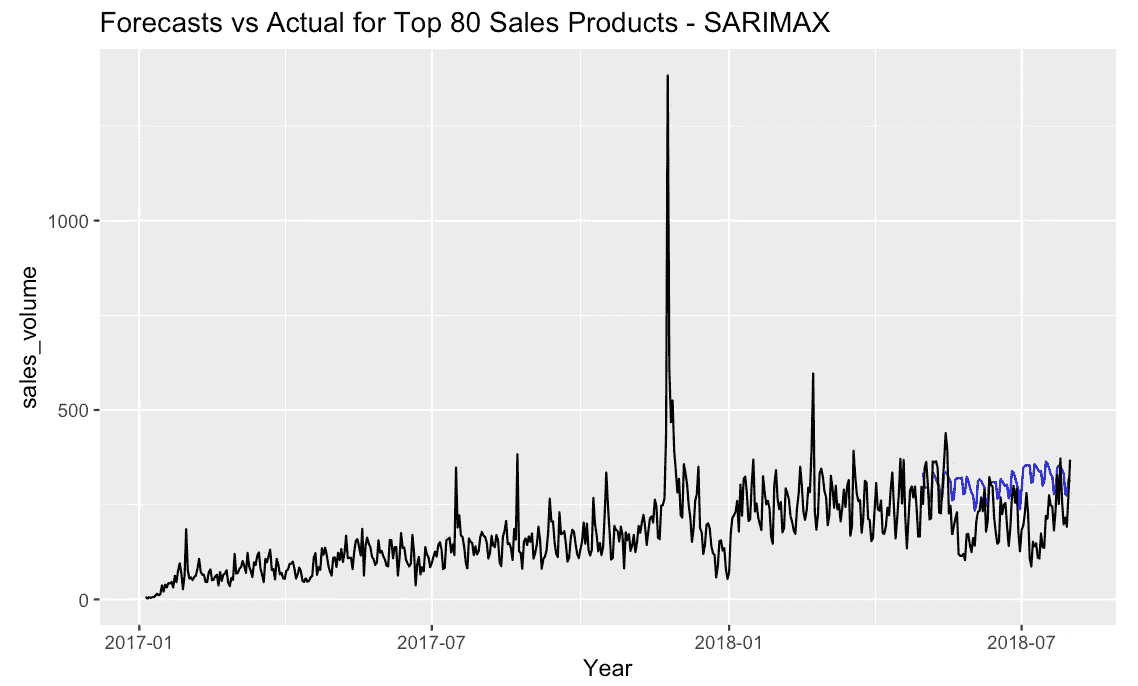 Forecasts vs Actual for Top 80 Sales Products - SARIMAX
sales_volume
1000
500
0
2017-01
2017-07
2018-01
2018-07
Year